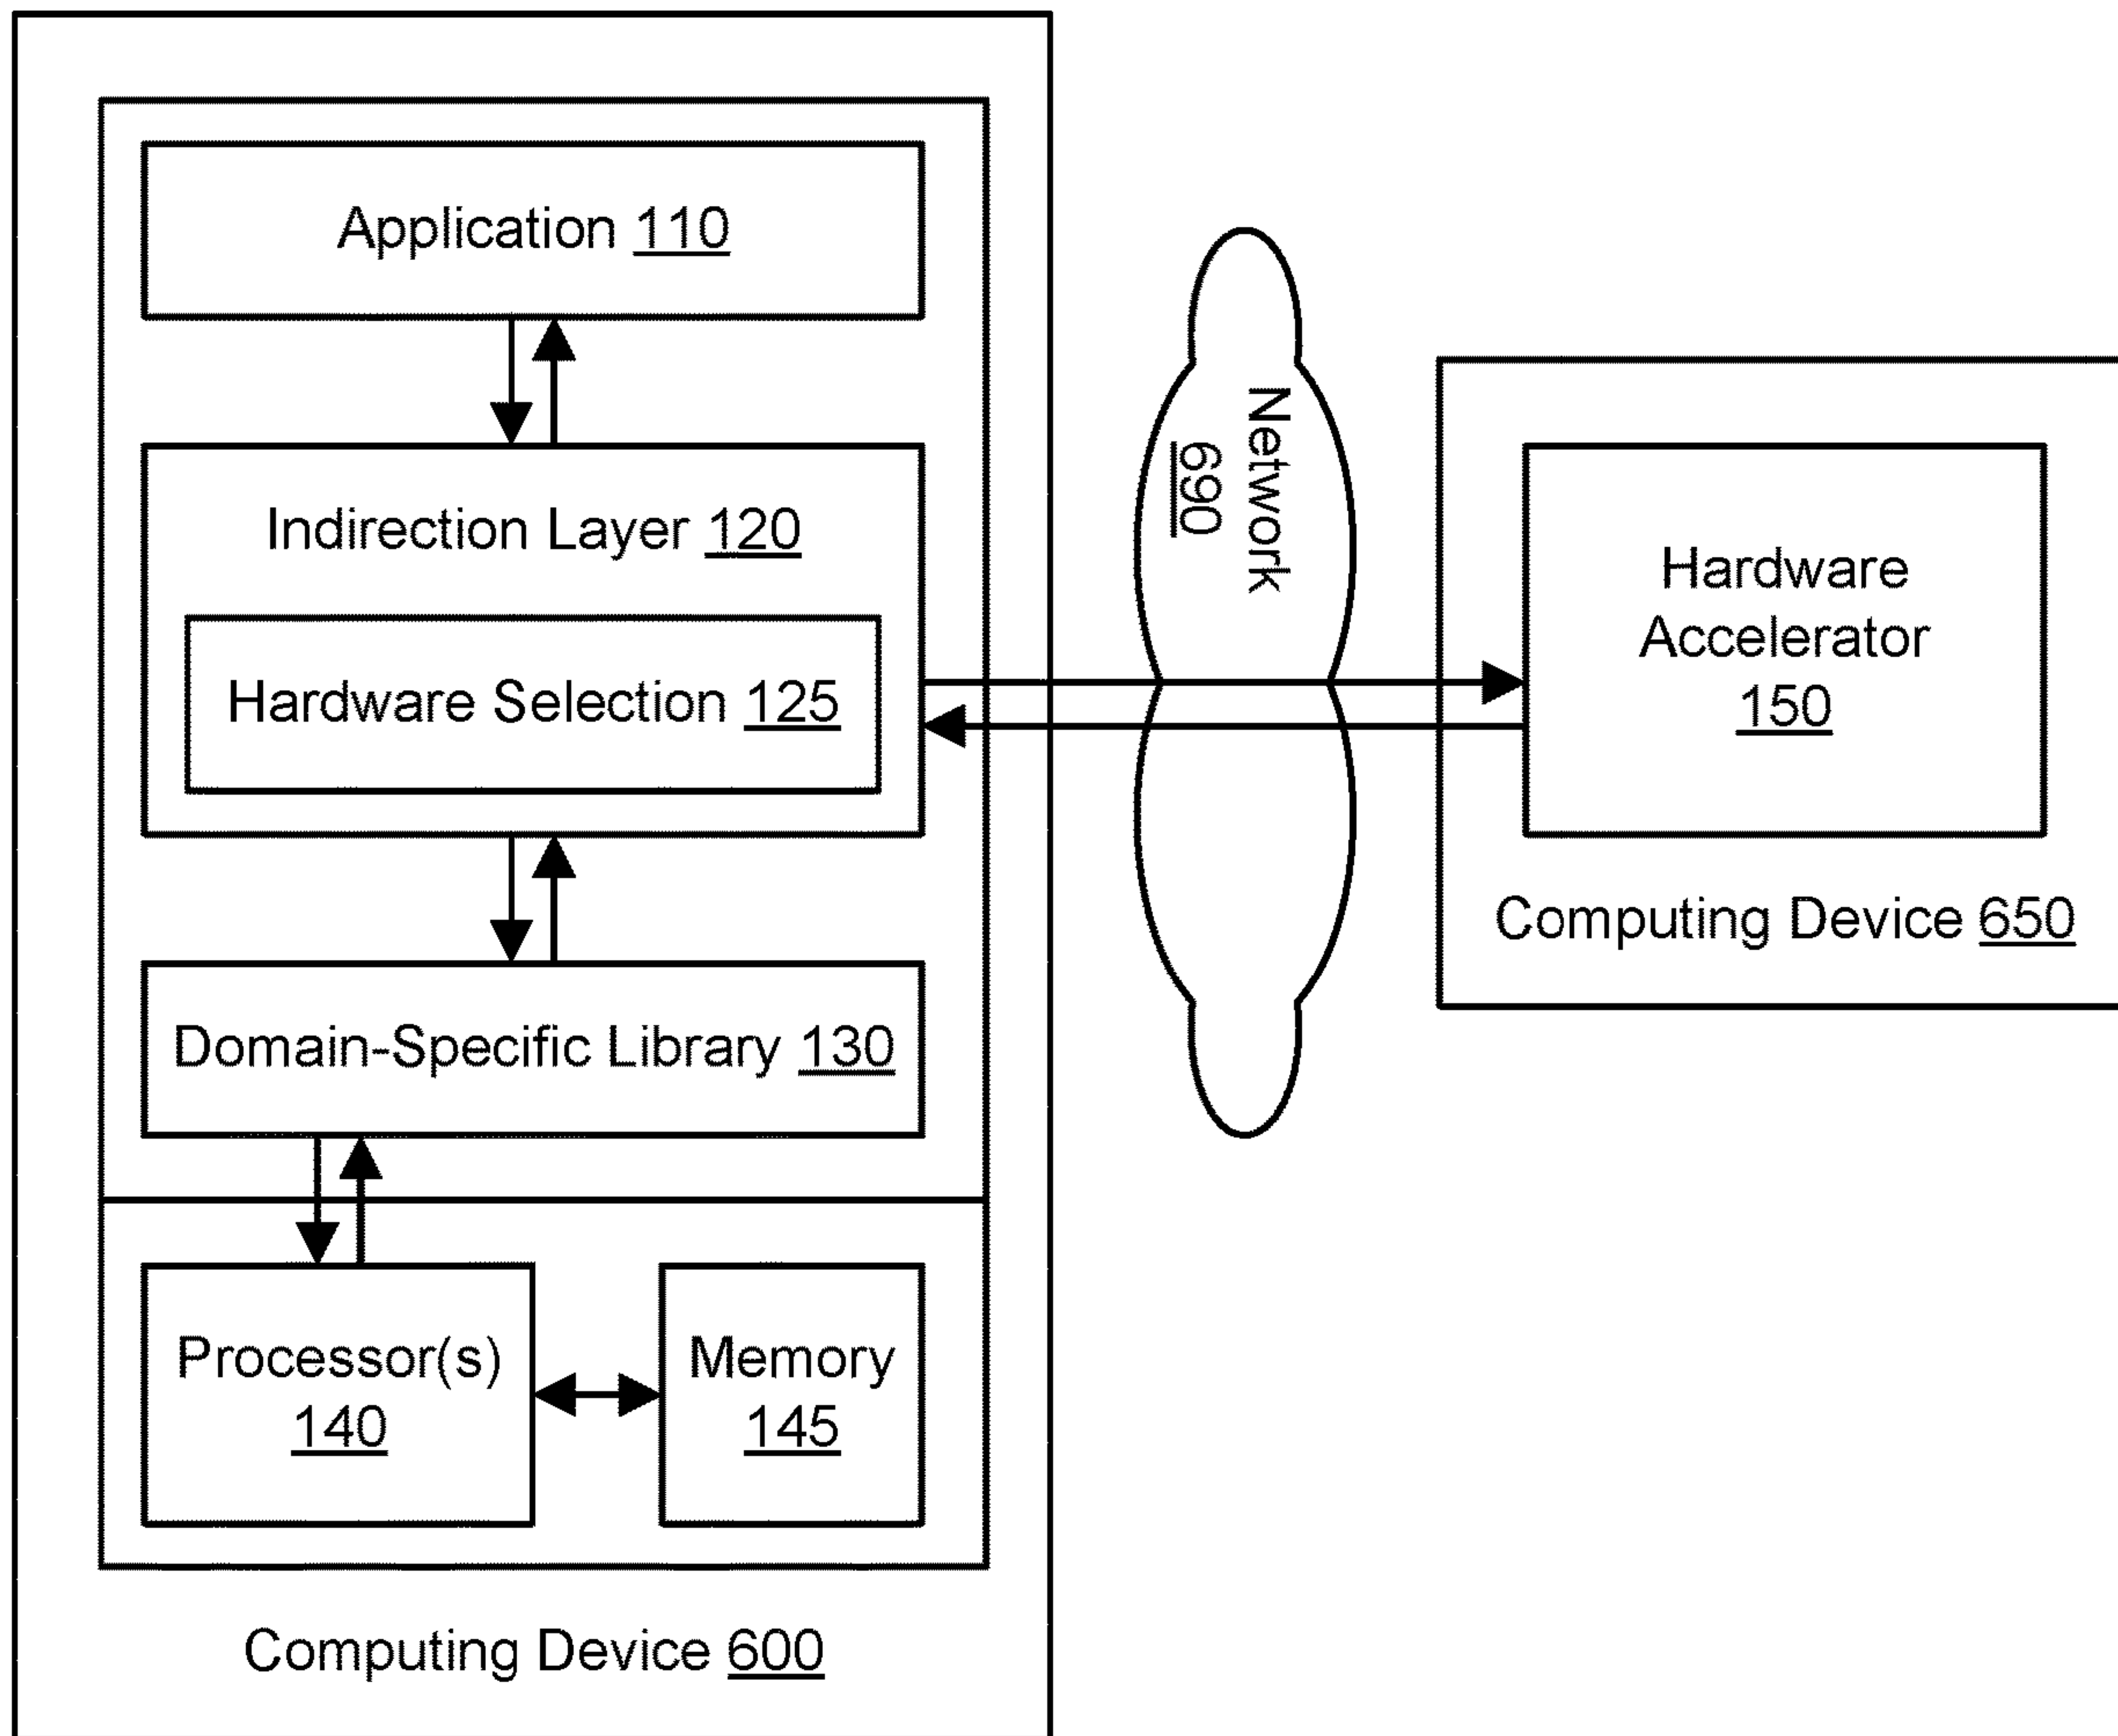 Application 110
Indirection Layer 120
Hardware Selection 125
Domain-Specific Library 130
Processor(s)
140
Memory
145
Computing Device 600
Network
690
Hardware
Accelerator
150
Computing Device 650